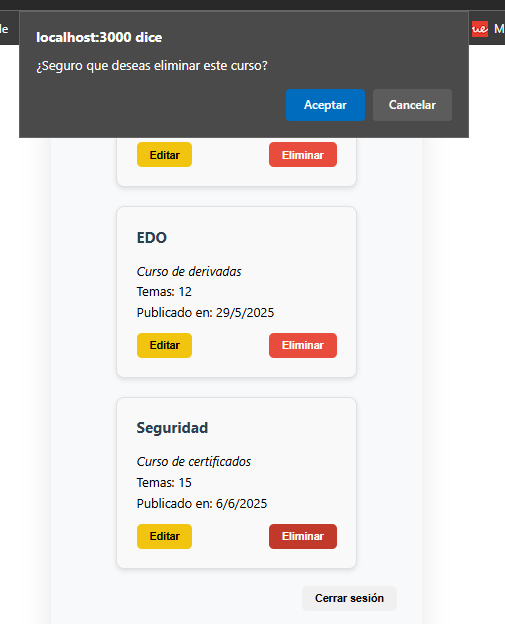 le
localhost:3000 dice
ue M
¿Seguro que deseas eliminar este curso?
Aceptar Cancelar
Editar Eliminar
EDO
Curso de derivadas
Temas: 12
Publicado en: 29/5/2025
Editar Eliminar
Seguridad
Curso de certificados
Temas: 15
Publicado en: 6/6/2025
Editar Eliminar
Cerrar sesión